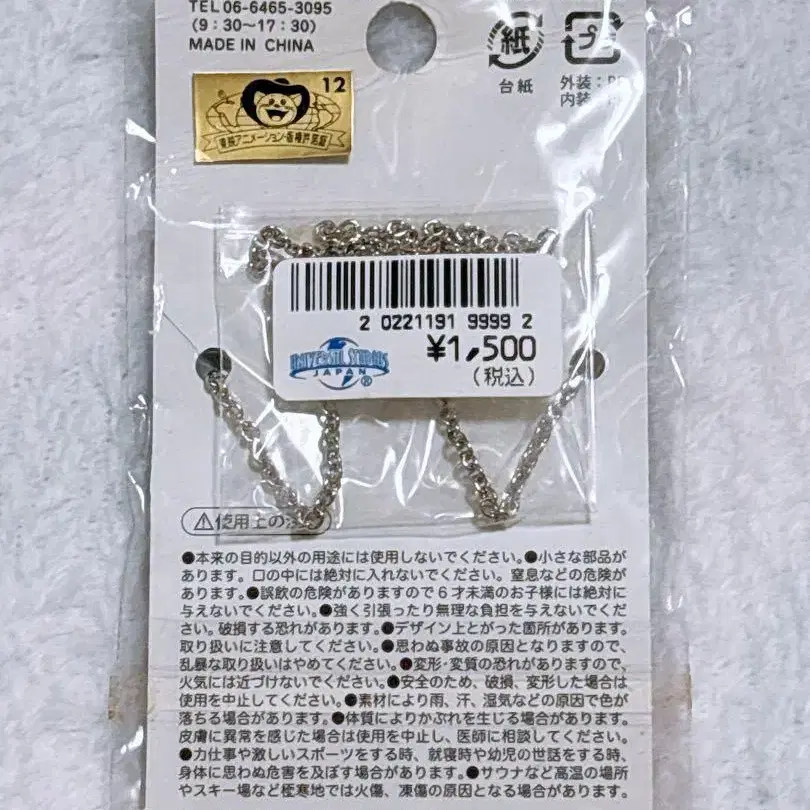 TEL 06-6465-3095
(9:30〜17:30)
MADE IN CHINA
紙
台紙
プ
外装:PP
内装:
12
東映アニメーション・版権許諾証
2 0221191 9999 2
UNIVERSAL STUDIOS
JAPAN
®
¥1,500
(税込)
⚠使用上の注
●本来の目的以外の用途には使用しないでください。●小さな部品が
あります。口の中には絶対に入れないでください。窒息などの危険が
あります。●誤飲の危険がありますので6才未満のお子様には絶対に
与えないでください。●強く引張ったり無理な負担を与えないでくだ
さい。破損する恐れがあります。●デザイン上とがった箇所があります。
取り扱いに注意してください。●思わぬ事故の原因となりますので、
乱暴な取り扱いはやめてください。●変形・変質の恐れがありますので、
火気には近づけないでください。●安全のため、破損、変形した場合は
使用を中止してください。●素材により雨、汗、湿気などの原因で色が
落ちる場合があります。●体質によりかぶれを生じる場合があります。
皮膚に異常を感じた場合は使用を中止し、医師に相談してください。
●力仕事や激しいスポーツをする時、就寝時や幼児の世話をする時、
身体に思わぬ危害を及ぼす場合があります。●サウナなど高温の場所
やスキー場など極寒地では火傷、凍傷の原因となる場合があります。